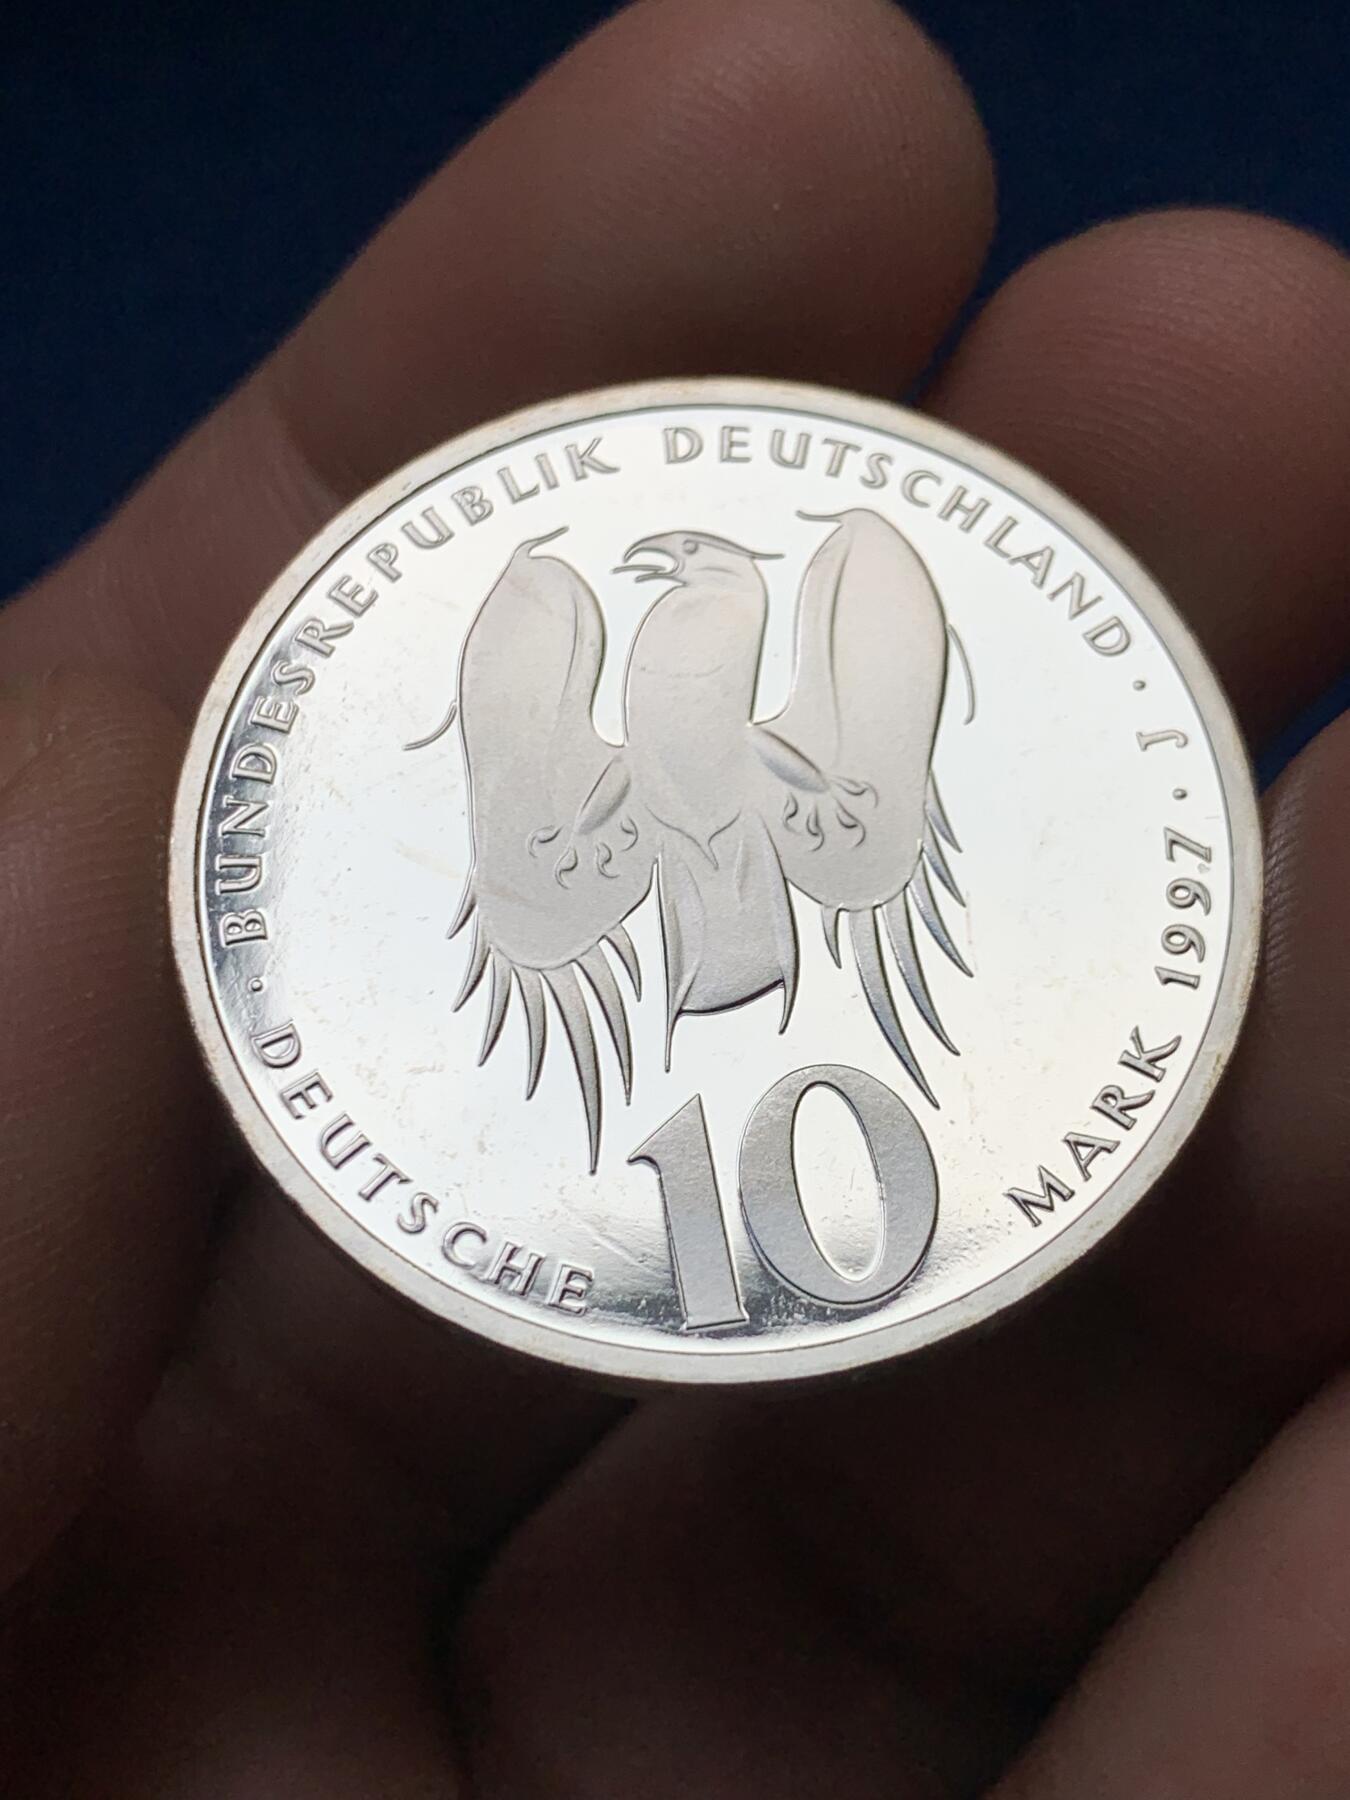 · BUNDESREPUBLIK DEUTSCHLAND · J · 1997
DEUTSCHE
10
MARK